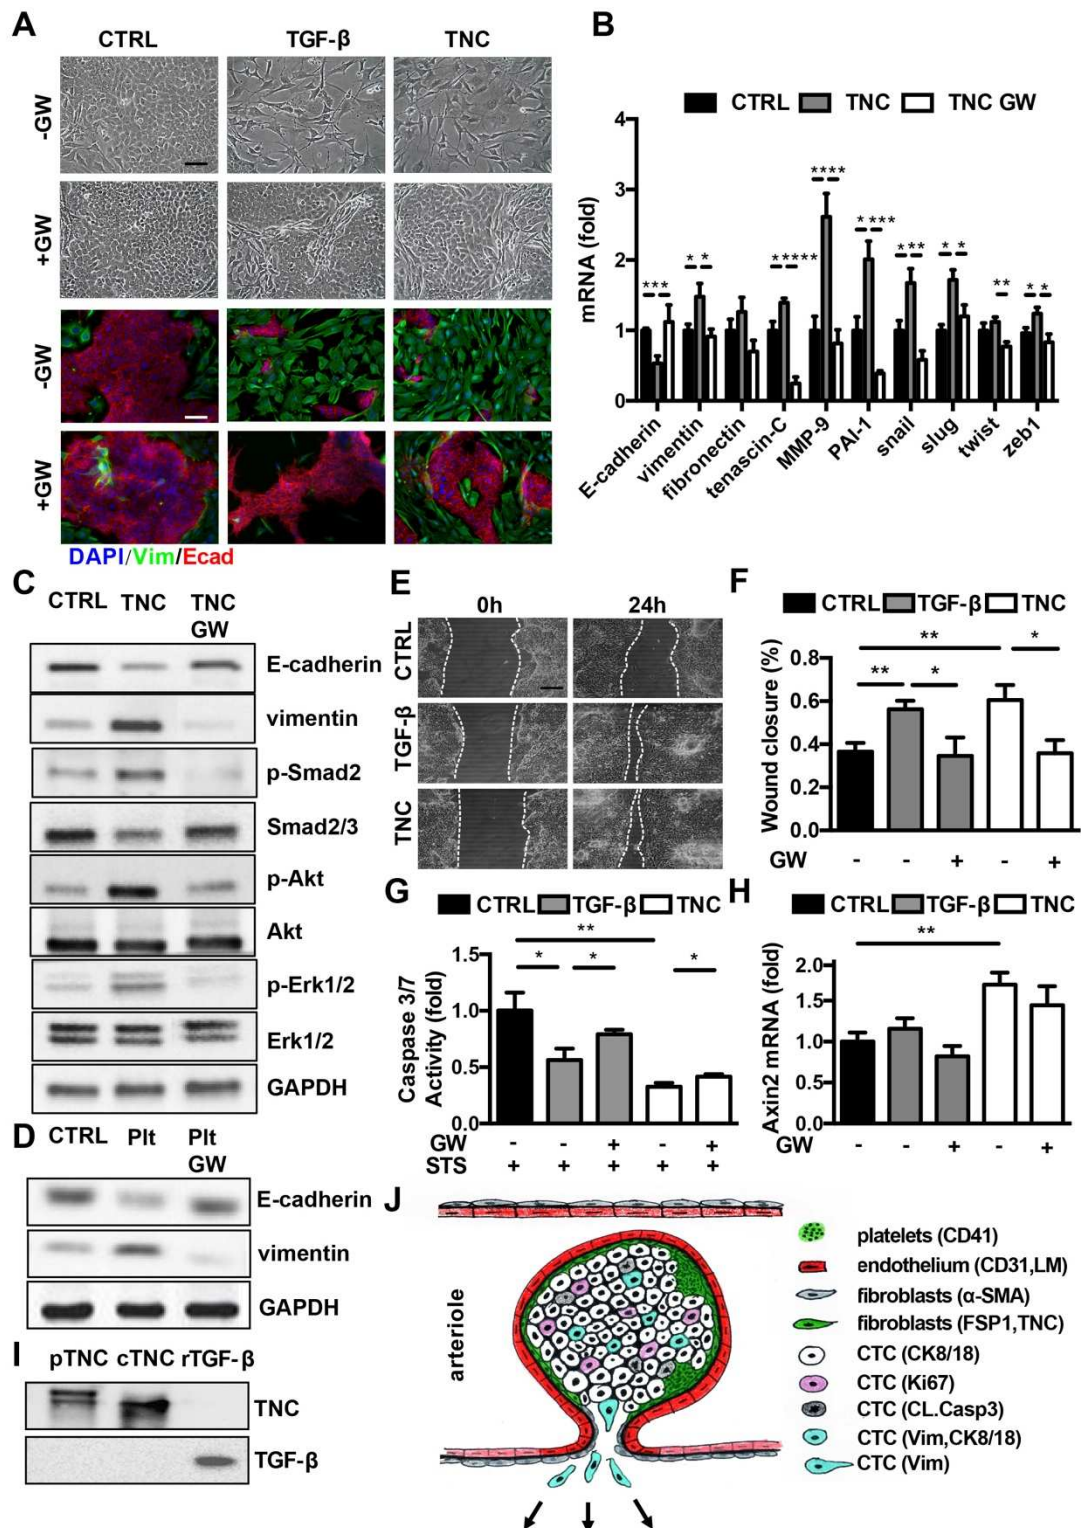 A
CTRL
TGF-β
TNC
-GW
+GW
-GW
+GW
DAPI/Vim/Ecad
B
CTRL TNC TNC GW
mRNA (fold)
4
3
2
1
0
E-cadherin
vimentin
fibronectin
tenascin-C
MMP-9
PAI-1
snail
slug
twist
zeb1
C
CTRL TNC TNC
GW
E-cadherin
vimentin
p-Smad2
Smad2/3
p-Akt
Akt
p-Erk1/2
Erk1/2
GAPDH
D
CTRL Plt Plt
GW
E-cadherin
vimentin
GAPDH
E
0h 24h
CTRL
TGF-β
TNC
F
CTRL TGF-β TNC
Wound closure (%)
0.8
0.6
0.4
0.2
0.0
** * ** *
GW - - + - +
G
CTRL TGF-β TNC
Caspase 3/7
Activity (fold)
1.5
1.0
0.5
0.0
** * * *
GW - - + - +
STS + + + + +
H
CTRL TGF-β TNC
Axin2 mRNA (fold)
2.0
1.5
1.0
0.5
0.0
**
GW - - + - +
I
pTNC cTNC rTGF-β
TNC
TGF-β
J
arteriole
platelets (CD41)
endothelium (CD31,LM)
fibroblasts (α-SMA)
fibroblasts (FSP1,TNC)
CTC (CK8/18)
CTC (Ki67)
CTC (CL.Casp3)
CTC (Vim,CK8/18)
CTC (Vim)